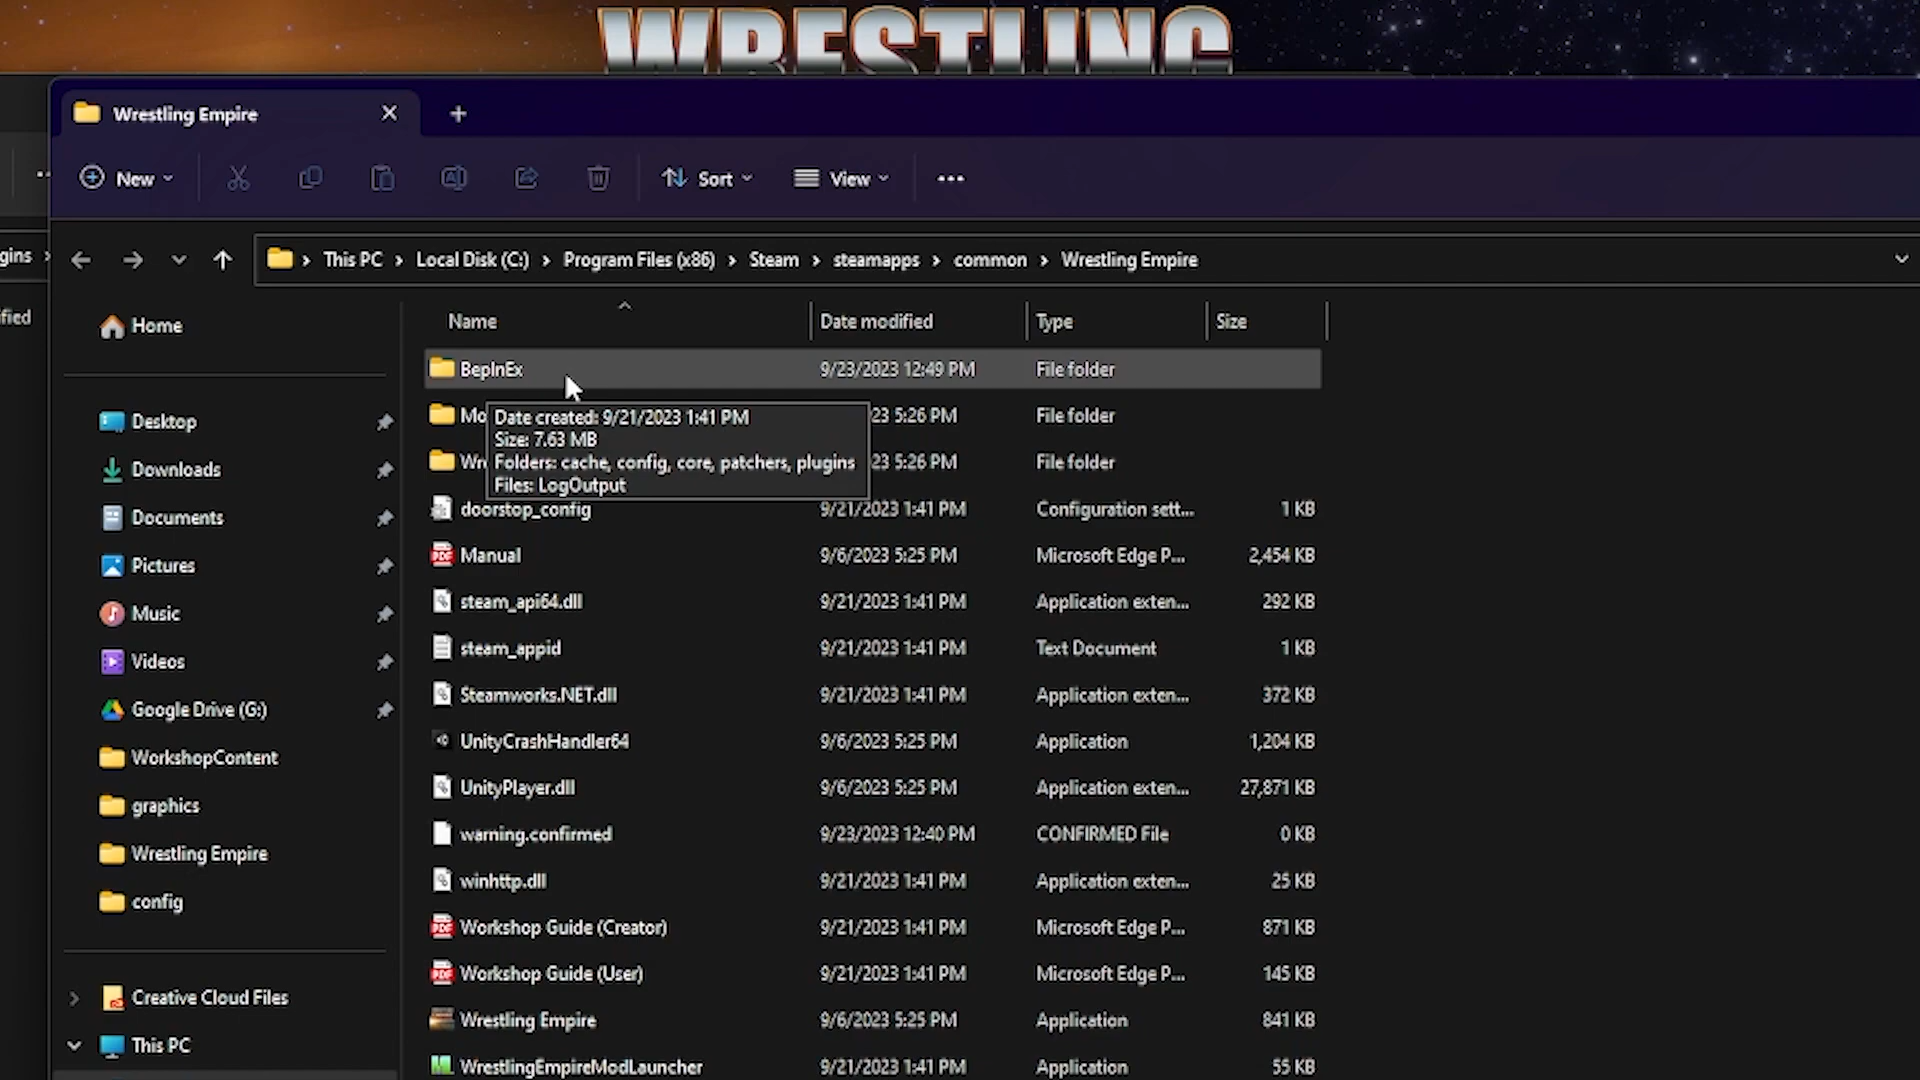 WRESTLING
Wrestling Empire
New
Sort
View
gins
This PC > Local Disk (C:) > Program Files (x86) > Steam > steamapps > common > Wrestling Empire
ified
Name Date modified Type Size
Home
Desktop
Downloads
Documents
Pictures
Music
Videos
Google Drive (G:)
WorkshopContent
graphics
Wrestling Empire
config
Creative Cloud Files
This PC
BepInEx 9/23/2023 12:49 PM File folder
Mo 23 5:26 PM File folder
Wr 23 5:26 PM File folder
Date created: 9/21/2023 1:41 PM
Size: 7.63 MB
Folders: cache, config, core, patchers, plugins
Files: LogOutput
doorstop_config 9/21/2023 1:41 PM Configuration sett... 1 KB
Manual 9/6/2023 5:25 PM Microsoft Edge P... 2,454 KB
steam_api64.dll 9/21/2023 1:41 PM Application exten... 292 KB
steam_appid 9/21/2023 1:41 PM Text Document 1 KB
Steamworks.NET.dll 9/21/2023 1:41 PM Application exten... 372 KB
UnityCrashHandler64 9/6/2023 5:25 PM Application 1,204 KB
UnityPlayer.dll 9/6/2023 5:25 PM Application exten... 27,871 KB
warning.confirmed 9/23/2023 12:40 PM CONFIRMED File 0 KB
winhttp.dll 9/21/2023 1:41 PM Application exten... 25 KB
Workshop Guide (Creator) 9/21/2023 1:41 PM Microsoft Edge P... 871 KB
Workshop Guide (User) 9/21/2023 1:41 PM Microsoft Edge P... 145 KB
Wrestling Empire 9/6/2023 5:25 PM Application 841 KB
WrestlingEmpireModLauncher 9/21/2023 1:41 PM Application 55 KB